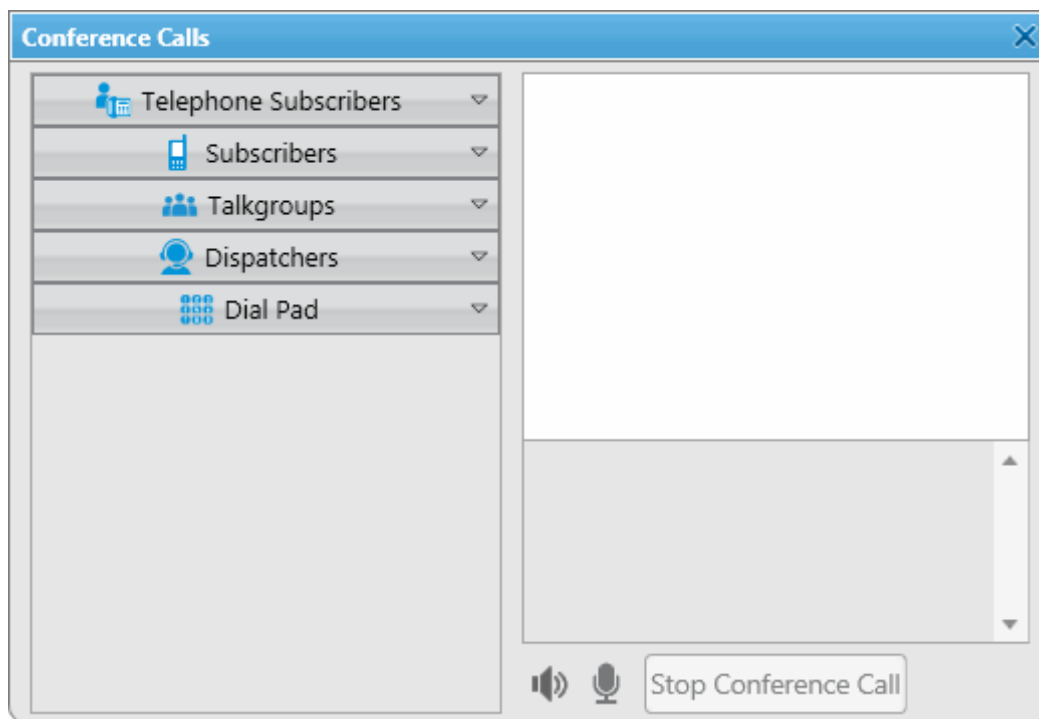 Conference Calls
Telephone Subscribers
Subscribers
Talkgroups
Dispatchers
Dial Pad
Stop Conference Call